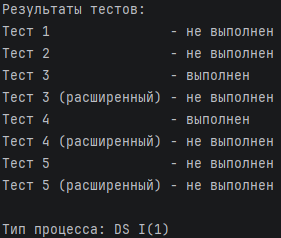 Результаты тестов:
Тест 1 - не выполнен
Тест 2 - не выполнен
Тест 3 - выполнен
Тест 3 (расширенный) - не выполнен
Тест 4 - выполнен
Тест 4 (расширенный) - не выполнен
Тест 5 - не выполнен
Тест 5 (расширенный) - не выполнен
Тип процесса: DS I(1)